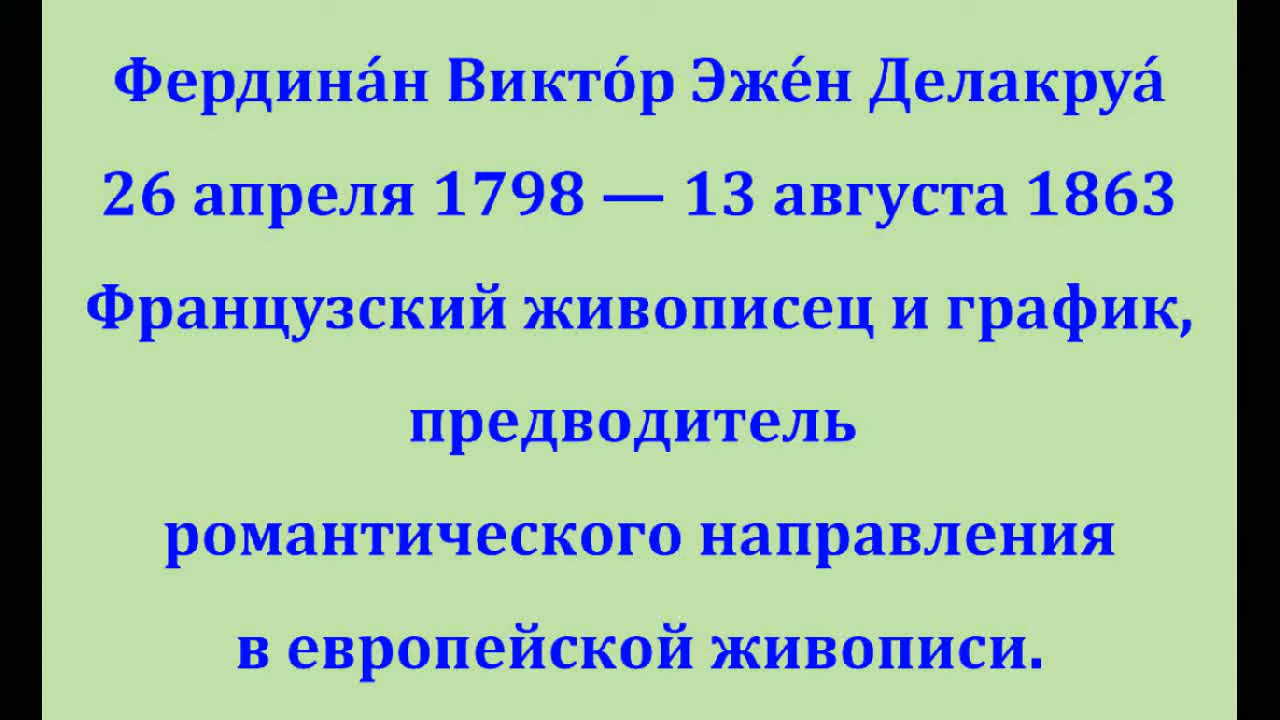 Фердина́н Викто́р Эже́н Делакруа́
26 апреля 1798 — 13 августа 1863
Французский живописец и график,
предводитель
романтического направления
в европейской живописи.